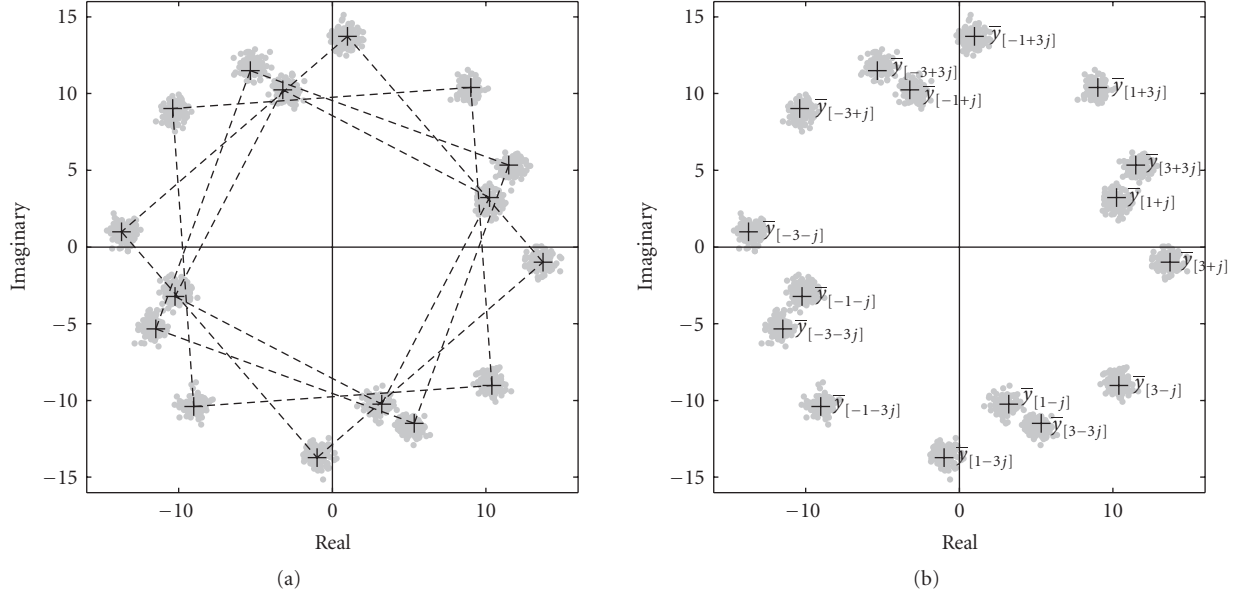 15
10
5
0
−5
−10
−15
−10
0
10
Real
Imaginary
(a)
15
10
5
0
−5
−10
−15
−10
0
10
Real
Imaginary
y̅[−1+3j]
y̅[−3+3j]
y̅[−1+j]
y̅[1+3j]
y̅[−3+j]
y̅[3+3j]
y̅[1+j]
y̅[−3−j]
y̅[3+j]
y̅[−1−j]
y̅[−3−3j]
y̅[3−j]
y̅[−1−3j]
y̅[1−j]
y̅[3−3j]
y̅[1−3j]
(b)